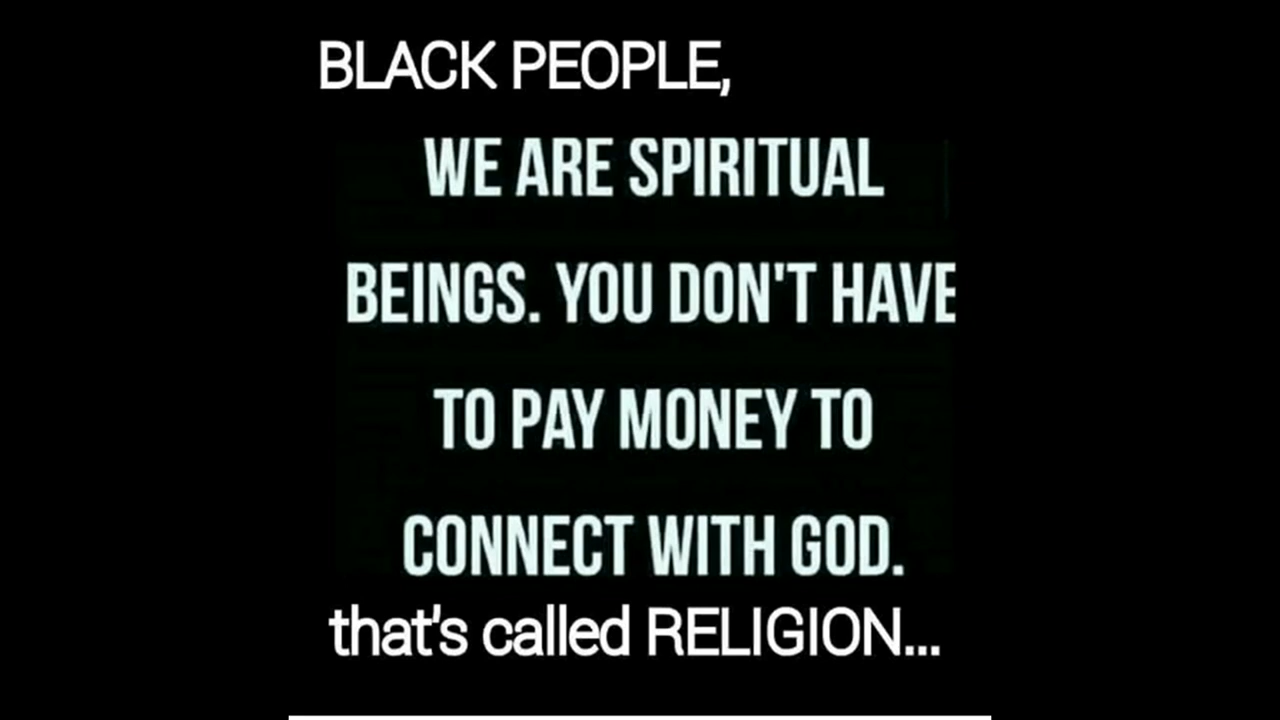 BLACK PEOPLE,
WE ARE SPIRITUAL
BEINGS. YOU DON'T HAVE
TO PAY MONEY TO
CONNECT WITH GOD.
that's called RELIGION...